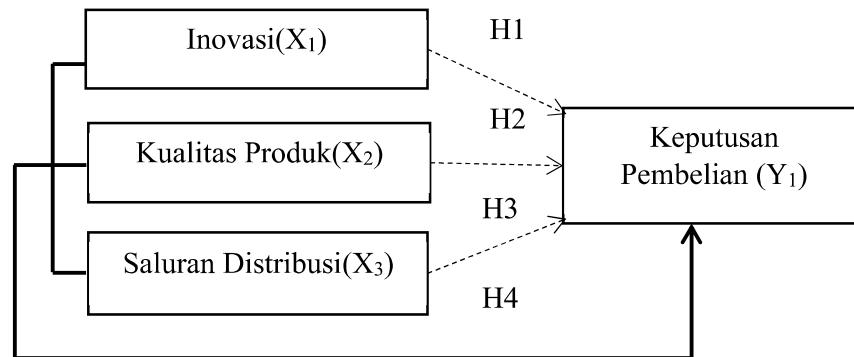 Inovasi(X₁)
H1
H2
Kualitas Produk(X₂)
Keputusan
Pembelian (Y₁)
H3
Saluran Distribusi(X₃)
H4